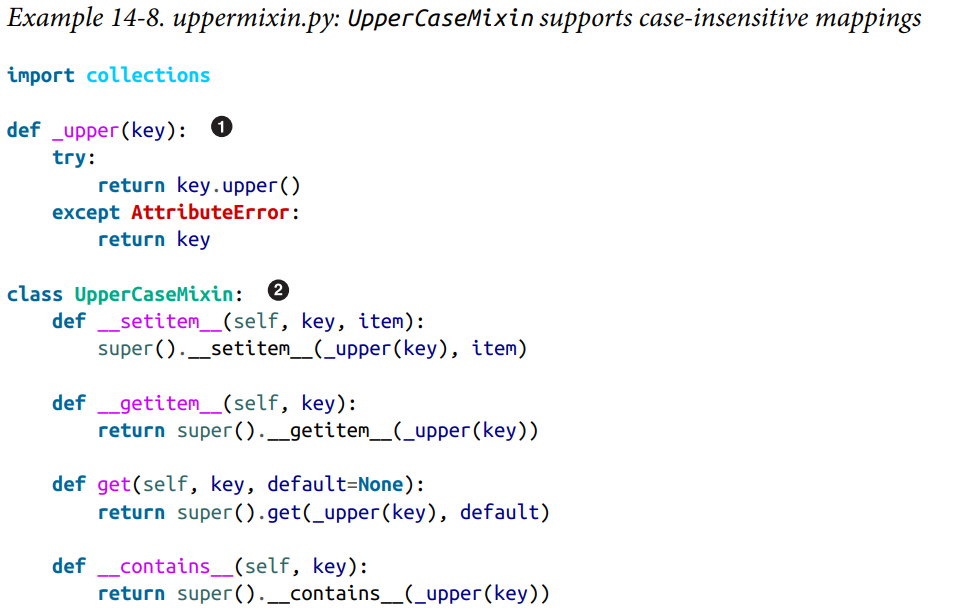 Example 14-8. uppermixin.py: UpperCaseMixin supports case-insensitive mappings
import collections
def _upper(key): ❶
    try:
        return key.upper()
    except AttributeError:
        return key
class UpperCaseMixin: ❷
    def __setitem__(self, key, item):
        super().__setitem__(_upper(key), item)
    def __getitem__(self, key):
        return super().__getitem__(_upper(key))
    def get(self, key, default=None):
        return super().get(_upper(key), default)
    def __contains__(self, key):
        return super().__contains__(_upper(key))